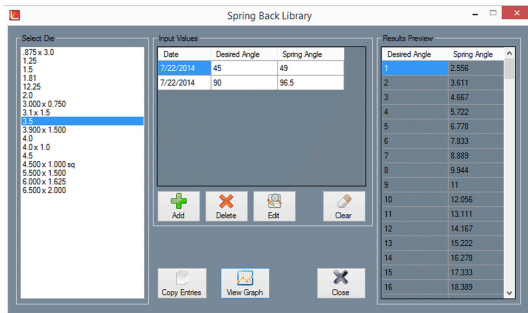 Spring Back Library
Select Die
.875 x 3.0
1.25
1.5
1.81
12.25
2.0
3.000 x 0.750
3.1 x 1.5
3.5
3.900 x 1.500
4.0
4.0 x 1.0
4.5
4.500 x 1.000 sq
5.500 x 1.500
6.000 x 1.625
6.500 x 2.000
Input Values
Date Desired Angle Spring Angle
7/22/2014 45 49
7/22/2014 90 96.5
Add Delete Edit Clear
Copy Entries View Graph Close
Results Preview
Desired Angle Spring Angle
1 2.556
2 3.611
3 4.667
4 5.722
5 6.778
6 7.833
7 8.889
8 9.944
9 11
10 12.056
11 13.111
12 14.167
13 15.222
14 16.278
15 17.333
16 18.389